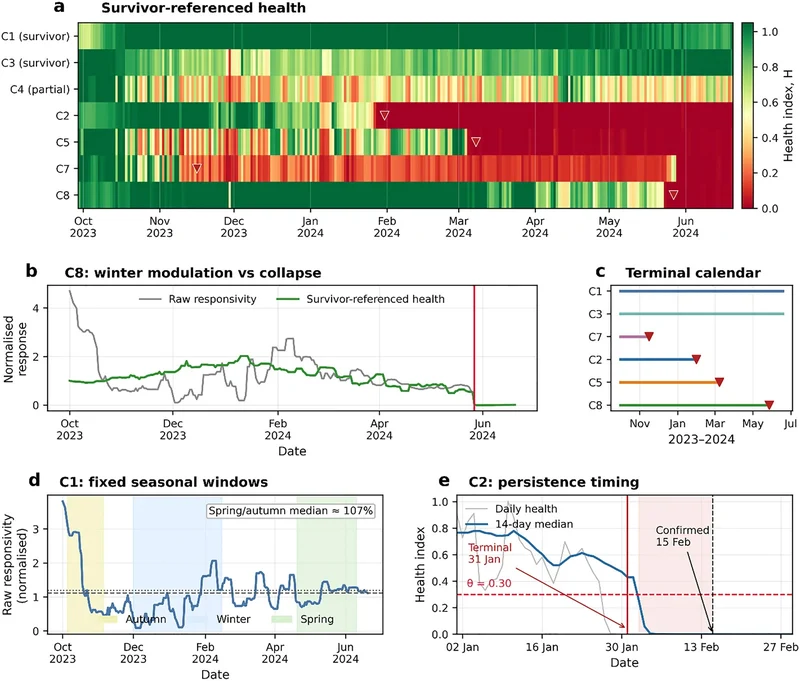 a Survivor-referenced health
C1 (survivor)
C3 (survivor)
C4 (partial)
C2
C5
C7
C8
Oct Nov Dec Jan Feb Mar Apr May Jun
2023 2023 2023 2024 2024 2024 2024 2024 2024
1.0
0.8
0.6
0.4
0.2
0.0
Health index, H
b C8: winter modulation vs collapse
Raw responsivity
Survivor-referenced health
Normalised
response
4
2
0
Oct Dec Feb Apr Jun
2023 2023 2024 2024 2024
Date
c Terminal calendar
C1
C3
C7
C2
C5
C8
Nov Jan Mar May Jul
2023–2024
d C1: fixed seasonal windows
Spring/autumn median ≈ 107%
Raw responsivity
(normalised)
3
2
1
0
Autumn Winter Spring
Oct Dec Feb Apr Jun
2023 2023 2024 2024 2024
Date
e C2: persistence timing
Daily health
14-day median
Health index
1.0
0.8
0.6
0.4
0.2
0.0
Terminal
31 Jan
θ = 0.30
Confirmed
15 Feb
02 Jan 16 Jan 30 Jan 13 Feb 27 Feb
Date